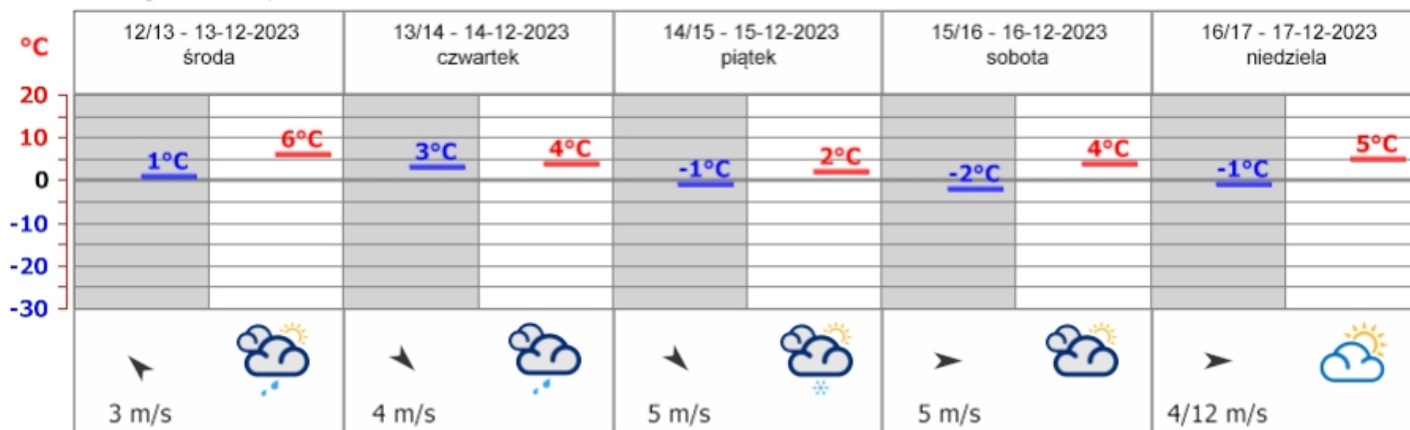 12/13 - 13-12-2023
środa
13/14 - 14-12-2023
czwartek
14/15 - 15-12-2023
piątek
15/16 - 16-12-2023
sobota
16/17 - 17-12-2023
niedziela
°C
20
10
0
-10
-20
-30
1°C
6°C
3°C
4°C
-1°C
2°C
-2°C
4°C
-1°C
5°C
3 m/s
4 m/s
5 m/s
5 m/s
4/12 m/s